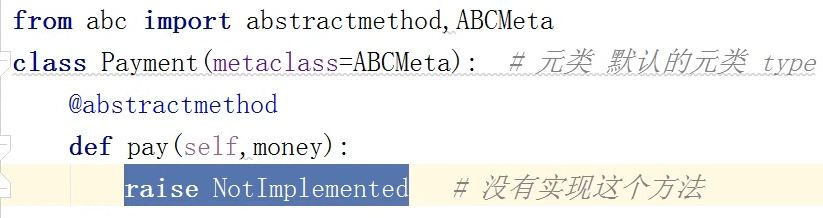 from abc import abstractmethod,ABCMeta
class Payment(metaclass=ABCMeta):  # 元类 默认的元类 type
    @abstractmethod
    def pay(self,money):
        raise NotImplemented   # 没有实现这个方法